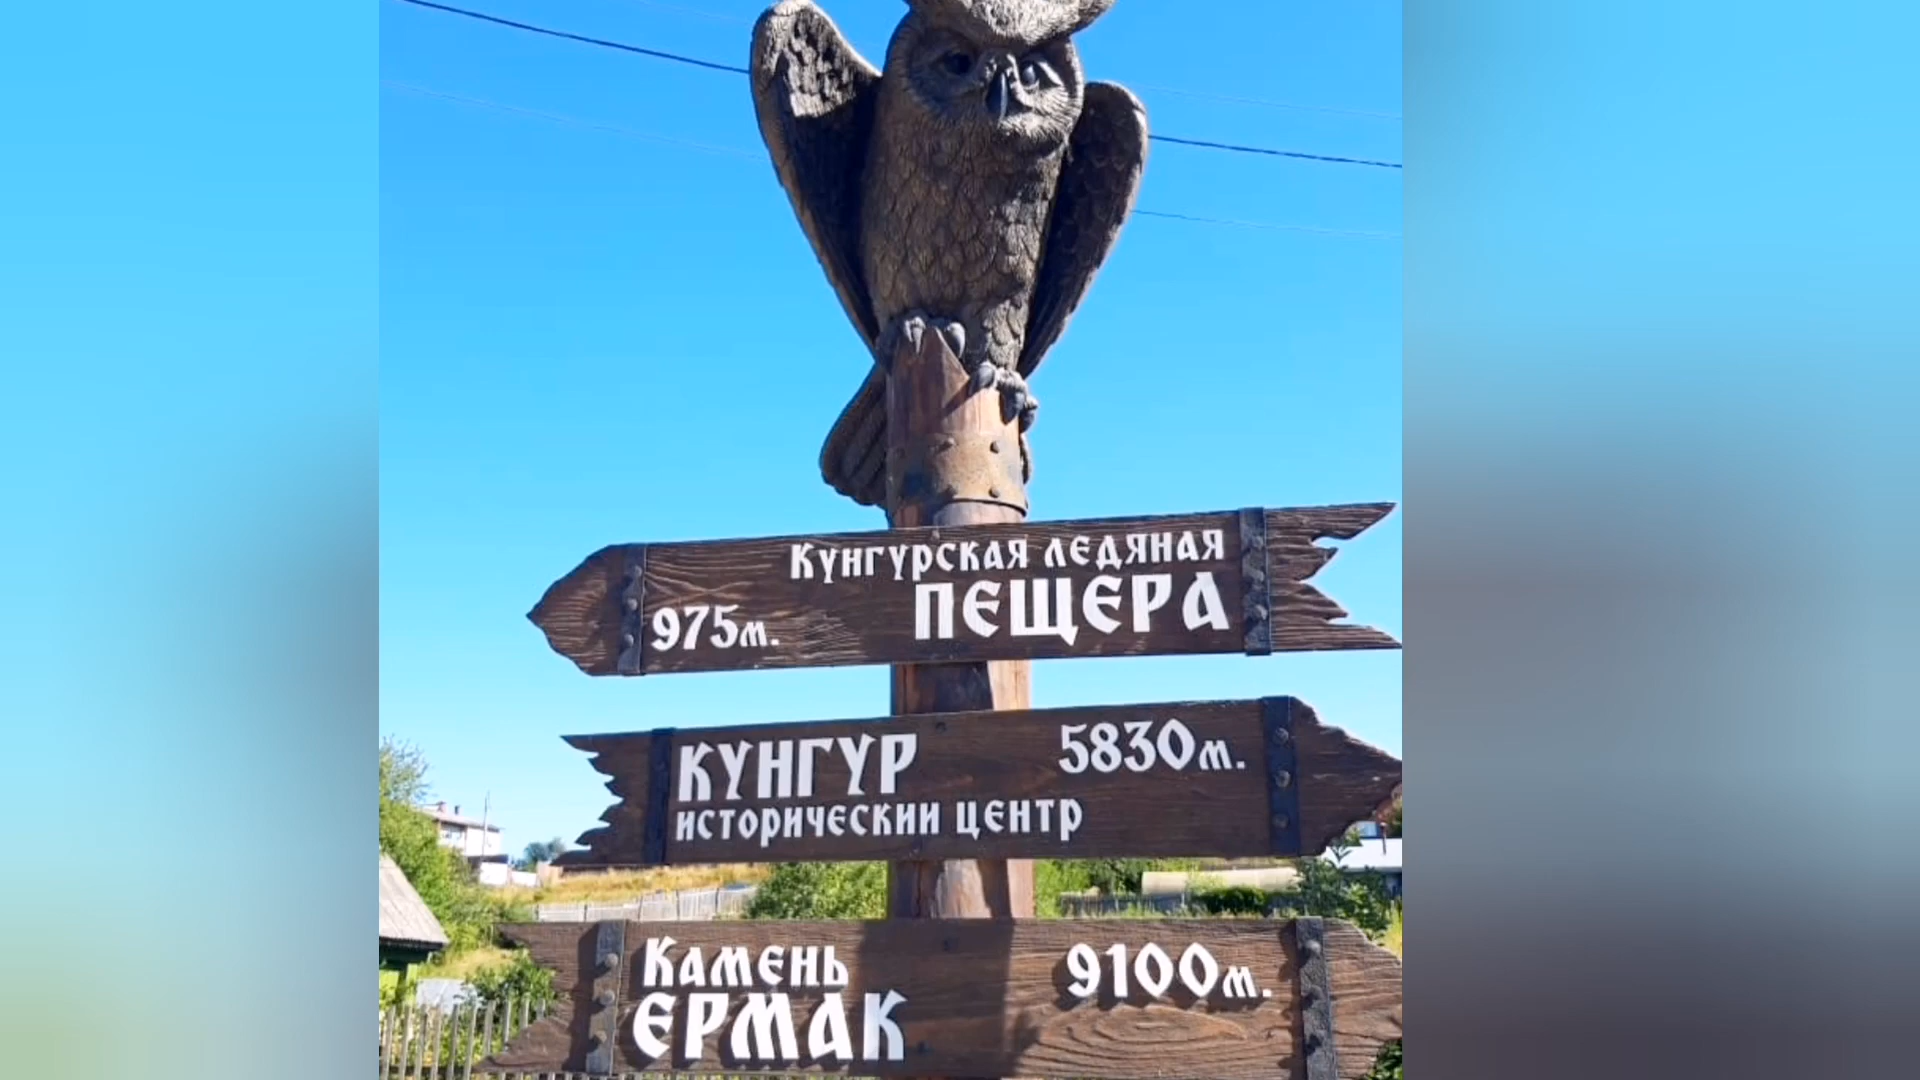 Кунгурская ледяная
ПЕЩЕРА
975м.
КУНГУР 5830м.
исторический центр
Камень 9100м.
ЕРМАК